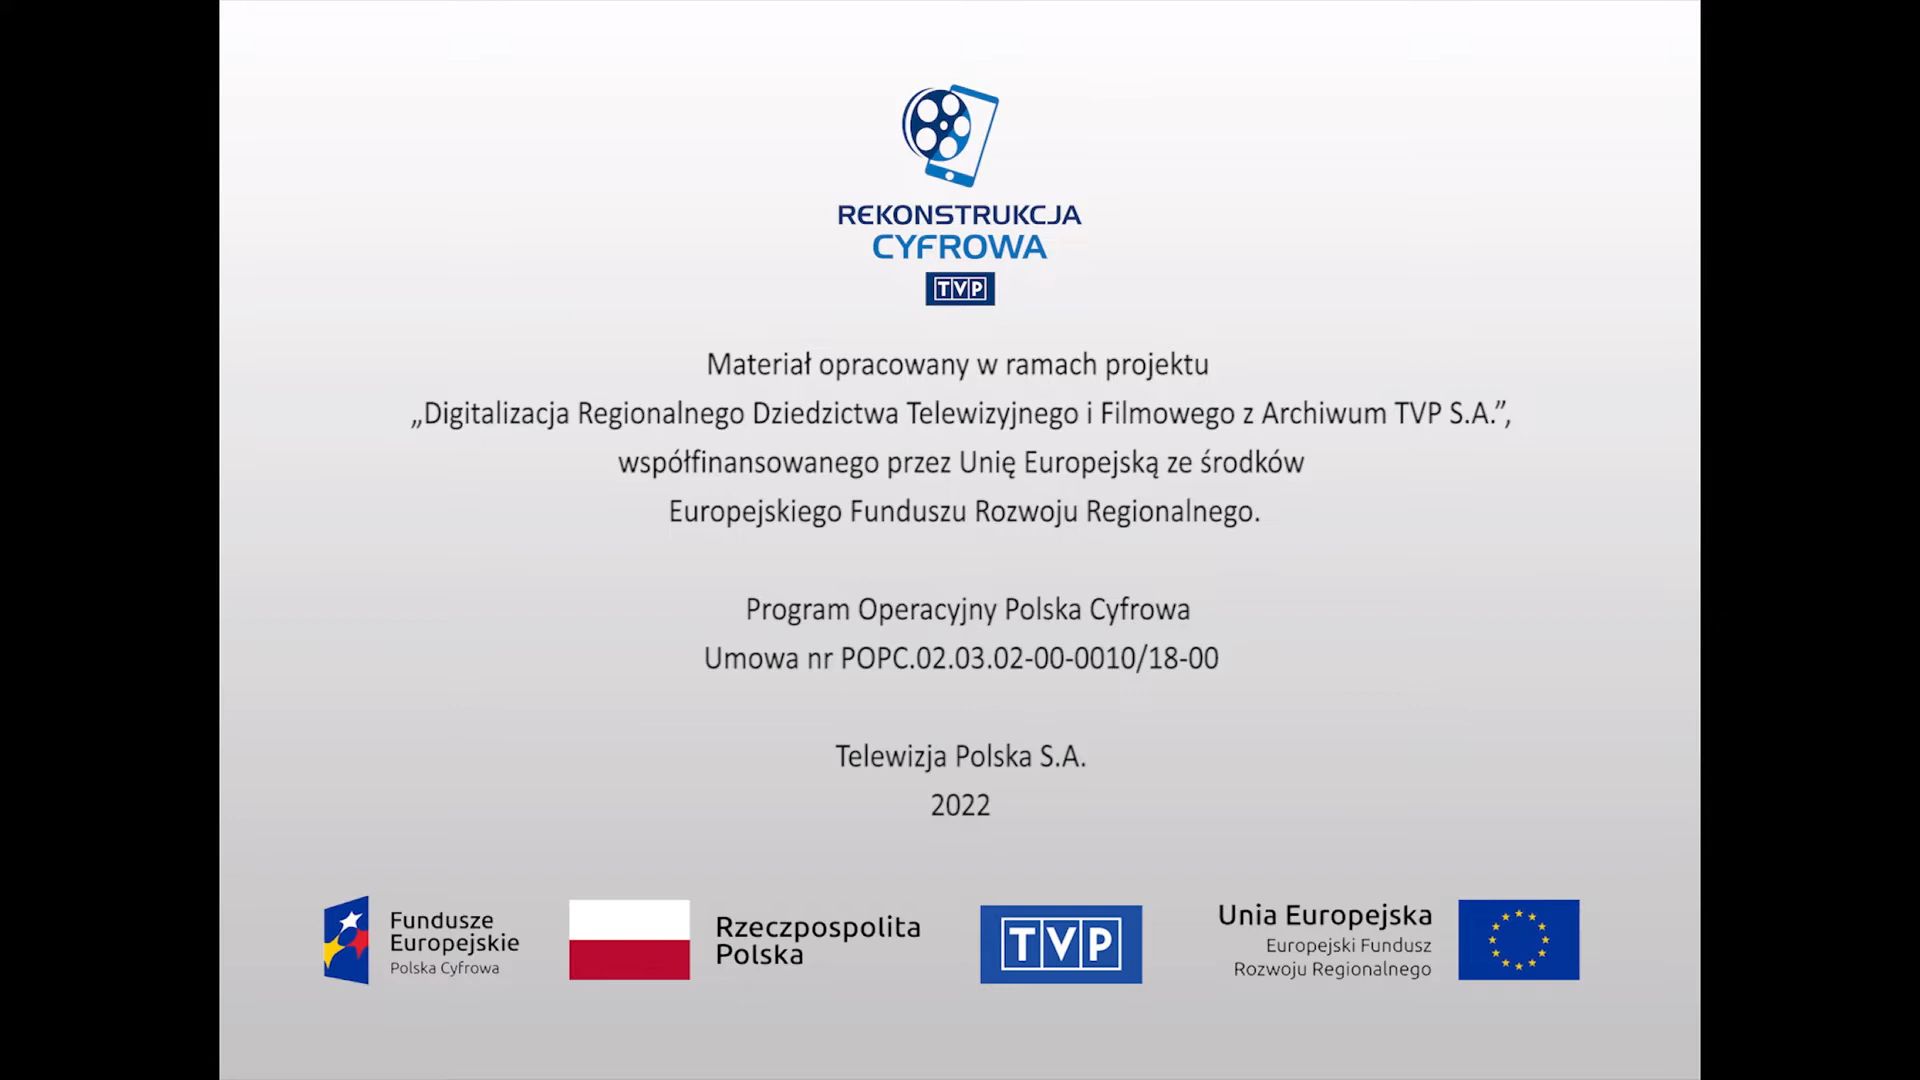 REKONSTRUKCJA
CYFROWA
TVP
Materiał opracowany w ramach projektu
„Digitalizacja Regionalnego Dziedzictwa Telewizyjnego i Filmowego z Archiwum TVP S.A.”,
współfinansowanego przez Unię Europejską ze środków
Europejskiego Funduszu Rozwoju Regionalnego.
Program Operacyjny Polska Cyfrowa
Umowa nr POPC.02.03.02-00-0010/18-00
Telewizja Polska S.A.
2022
Fundusze
Europejskie
Polska Cyfrowa
Rzeczpospolita
Polska
TVP
Unia Europejska
Europejski Fundusz
Rozwoju Regionalnego